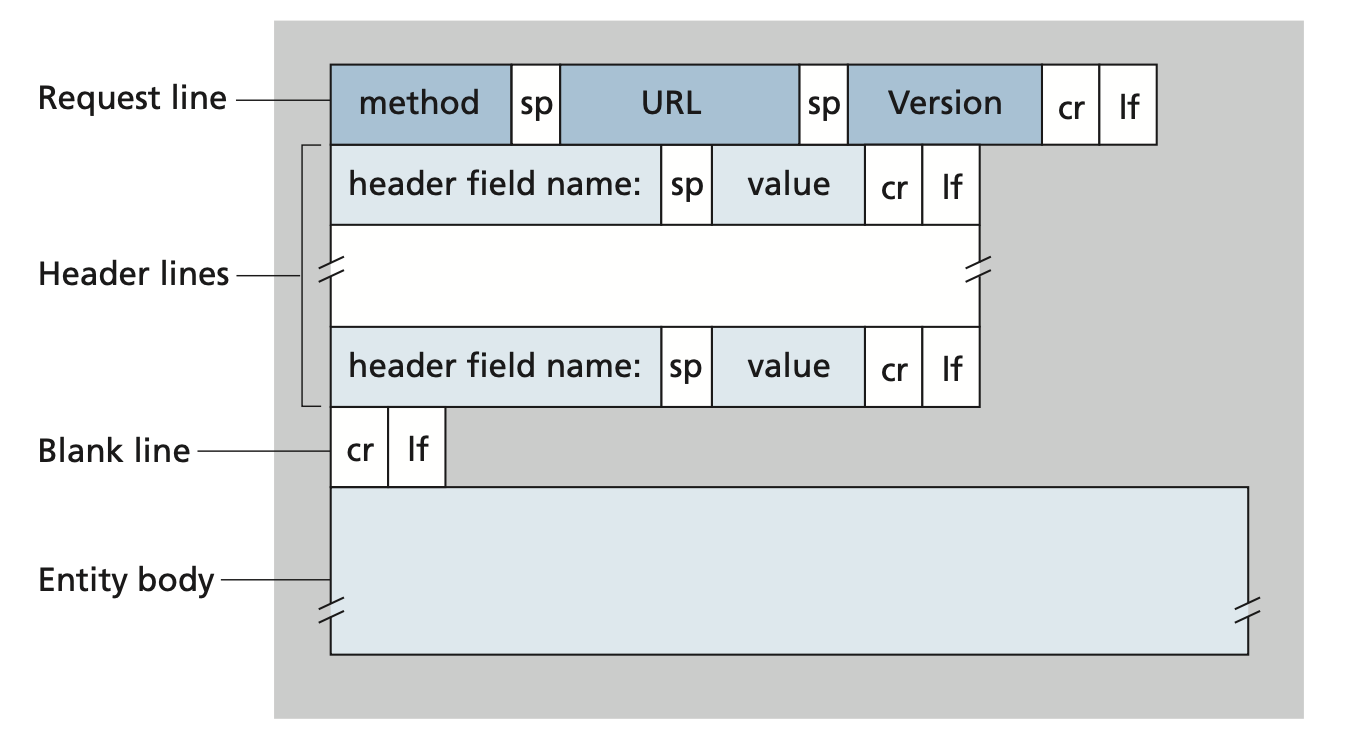 Request line method sp URL sp Version cr lf
header field name: sp value cr lf
Header lines
header field name: sp value cr lf
Blank line cr lf
Entity body